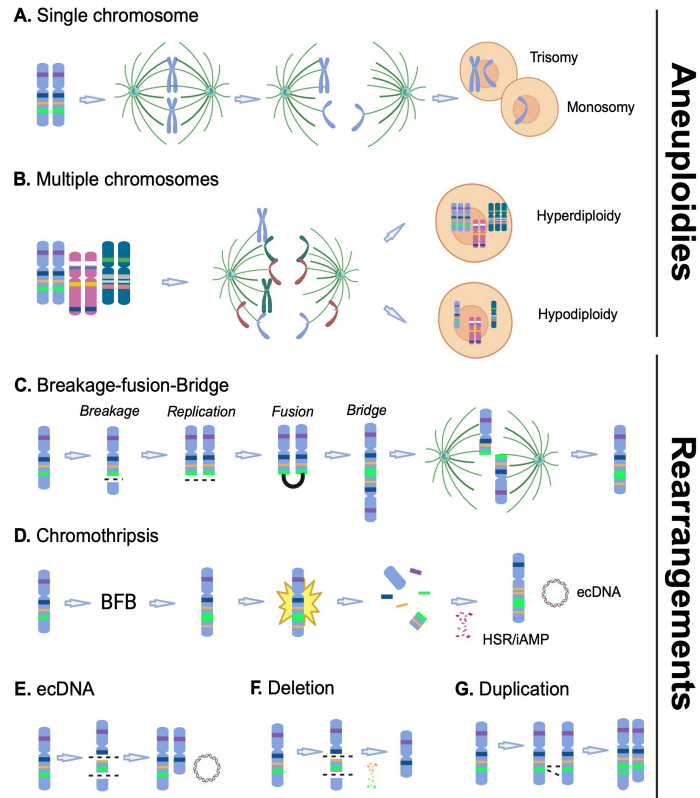 A. Single chromosome
Trisomy
Monosomy
B. Multiple chromosomes
Hyperdiploidy
Hypodiploidy
Aneuploidies
C. Breakage-fusion-Bridge
Breakage
Replication
Fusion
Bridge
D. Chromothripsis
BFB
ecDNA
HSR/iAMP
E. ecDNA
F. Deletion
G. Duplication
Rearrangements